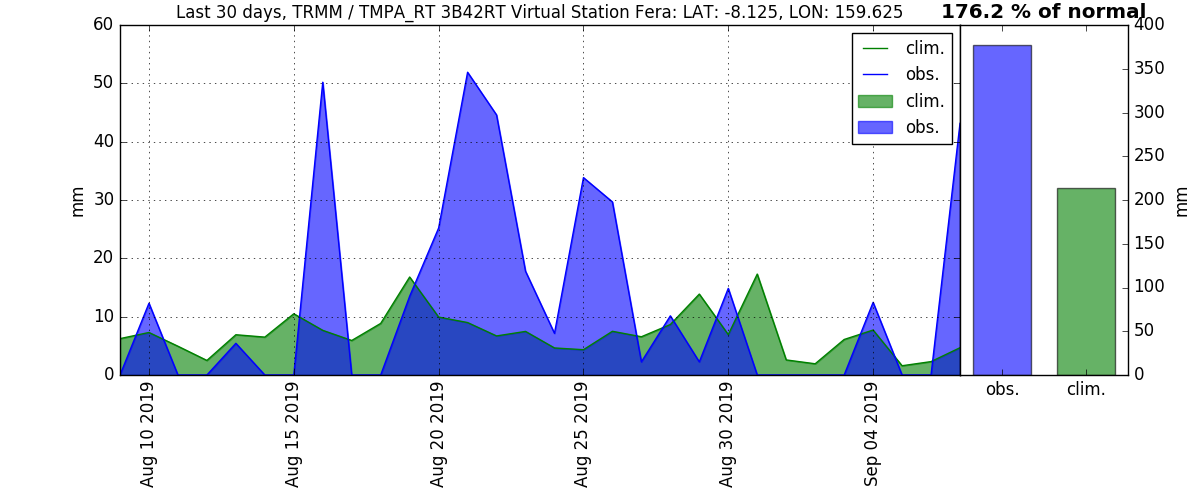 Last 30 days, TRMM / TMPA_RT 3B42RT Virtual Station Fera: LAT: -8.125, LON: 159.625
176.2 % of normal
60
50
40
30
20
10
0
mm
clim.
obs.
clim.
obs.
Aug 10 2019
Aug 15 2019
Aug 20 2019
Aug 25 2019
Aug 30 2019
Sep 04 2019
400
350
300
250
200
150
100
50
0
mm
obs.
clim.